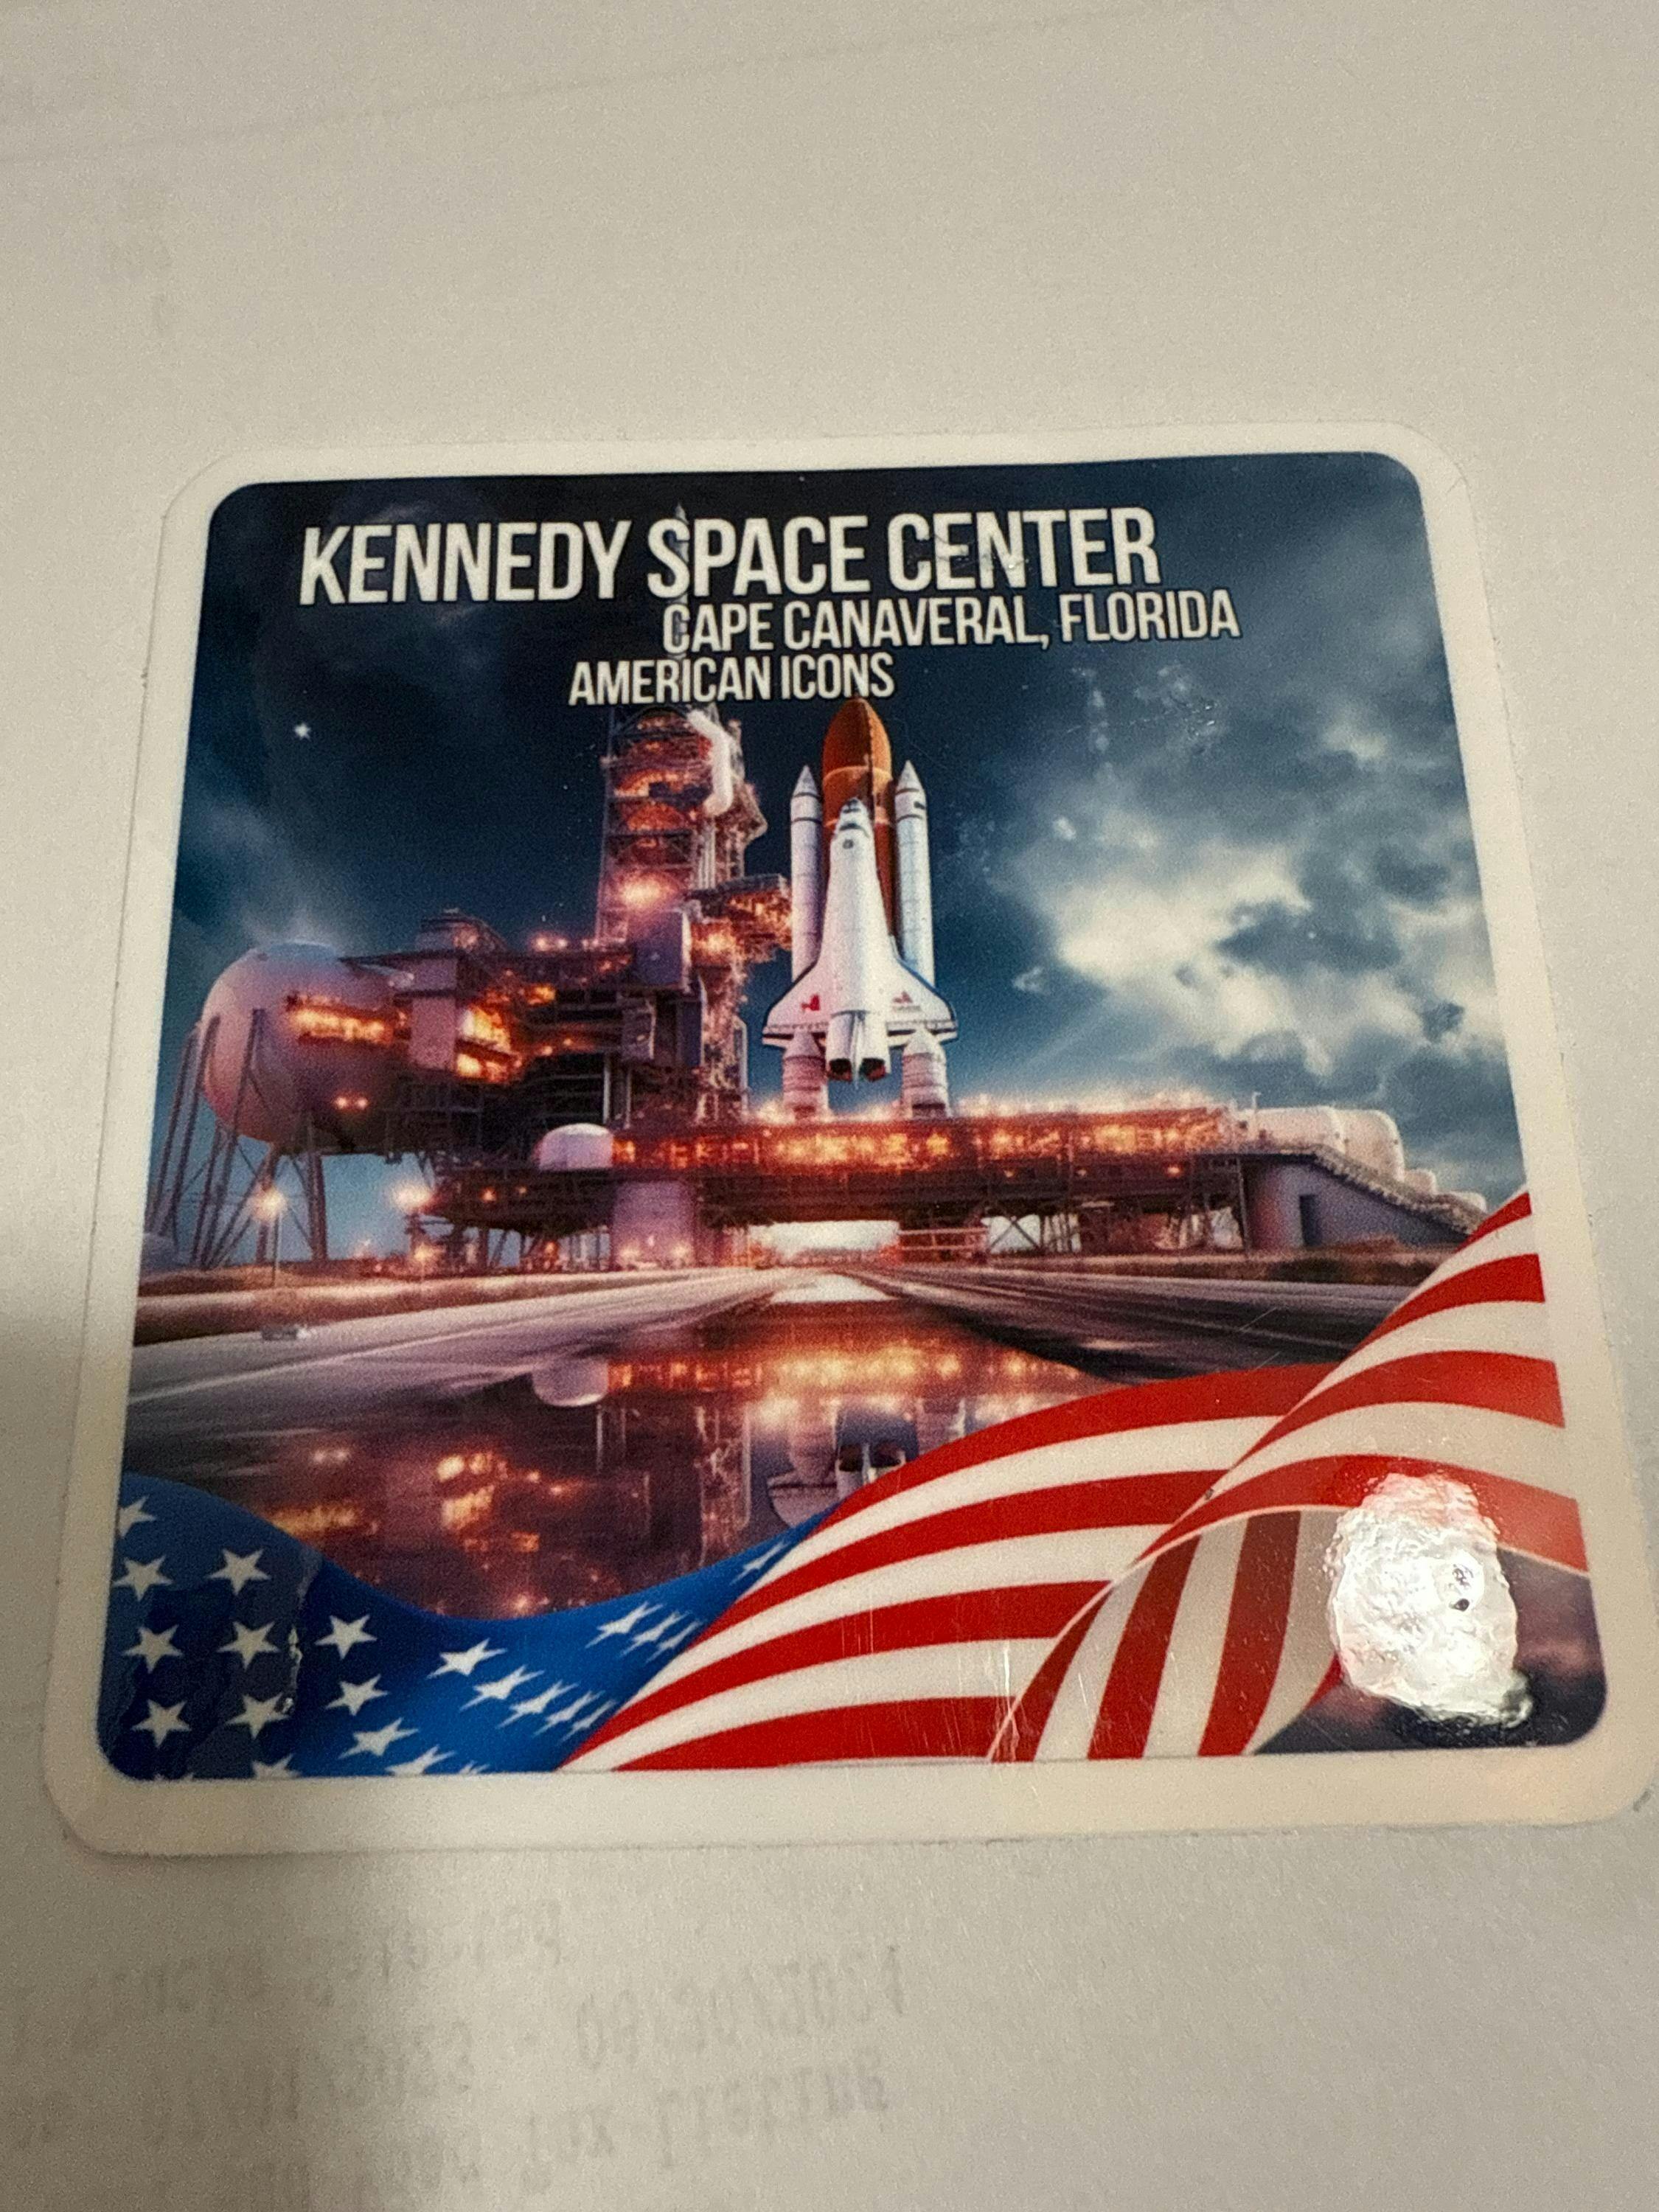 KENNEDY SPACE CENTER
CAPE CANAVERAL, FLORIDA
AMERICAN ICONS